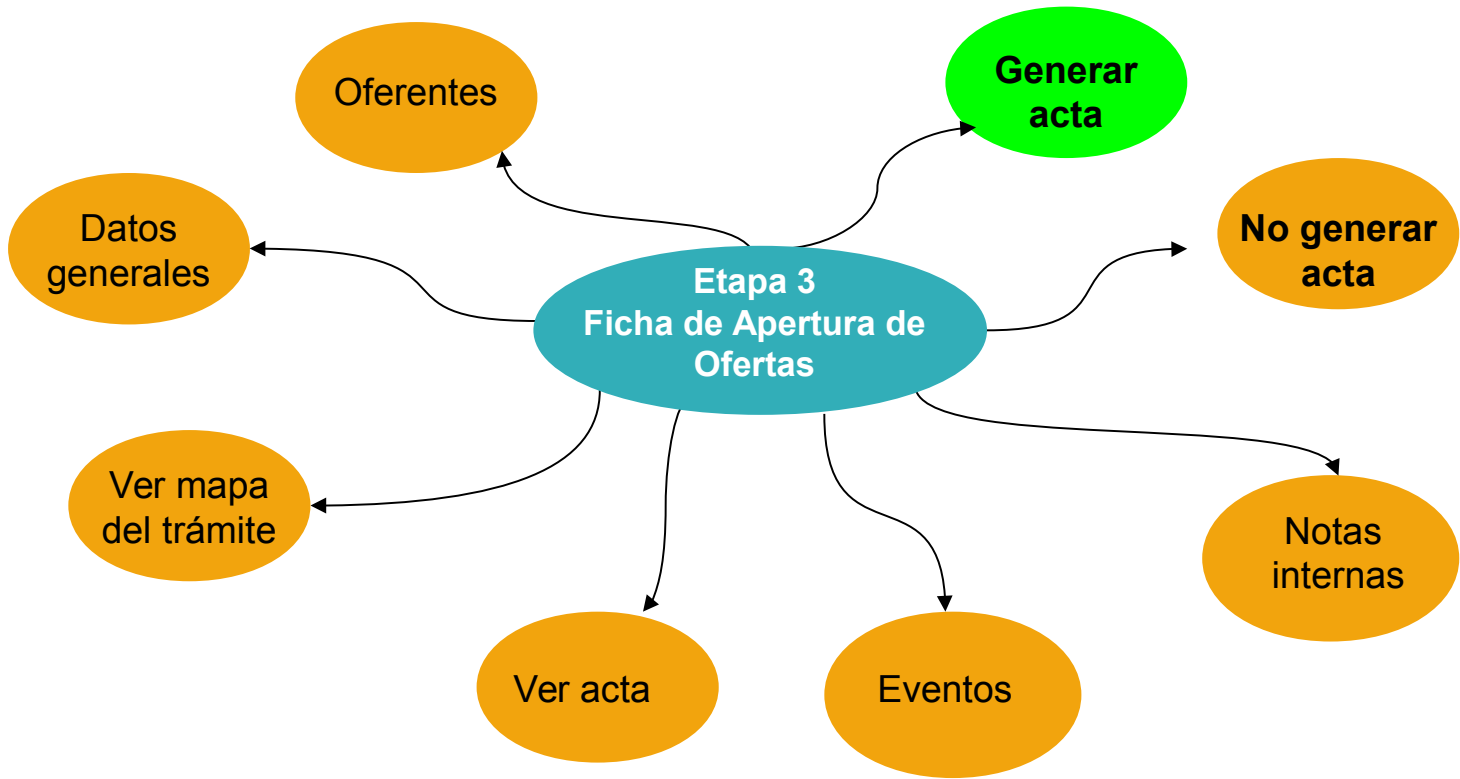 Oferentes
Generar
acta
Datos
generales
No generar
acta
Etapa 3
Ficha de Apertura de
Ofertas
Ver mapa
del trámite
Notas
internas
Ver acta
Eventos